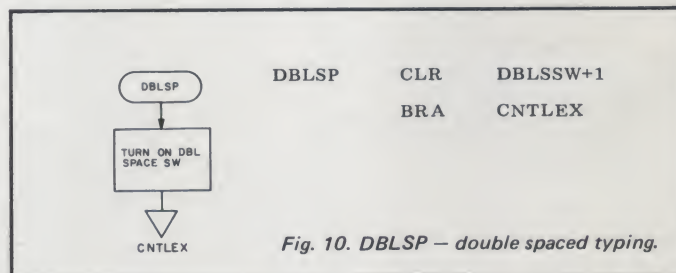 DBLSP
TURN ON DBL
SPACE SW
CNTLEX
DBLSP CLR DBLSSW+1
BRA CNTLEX
Fig. 10. DBLSP — double spaced typing.